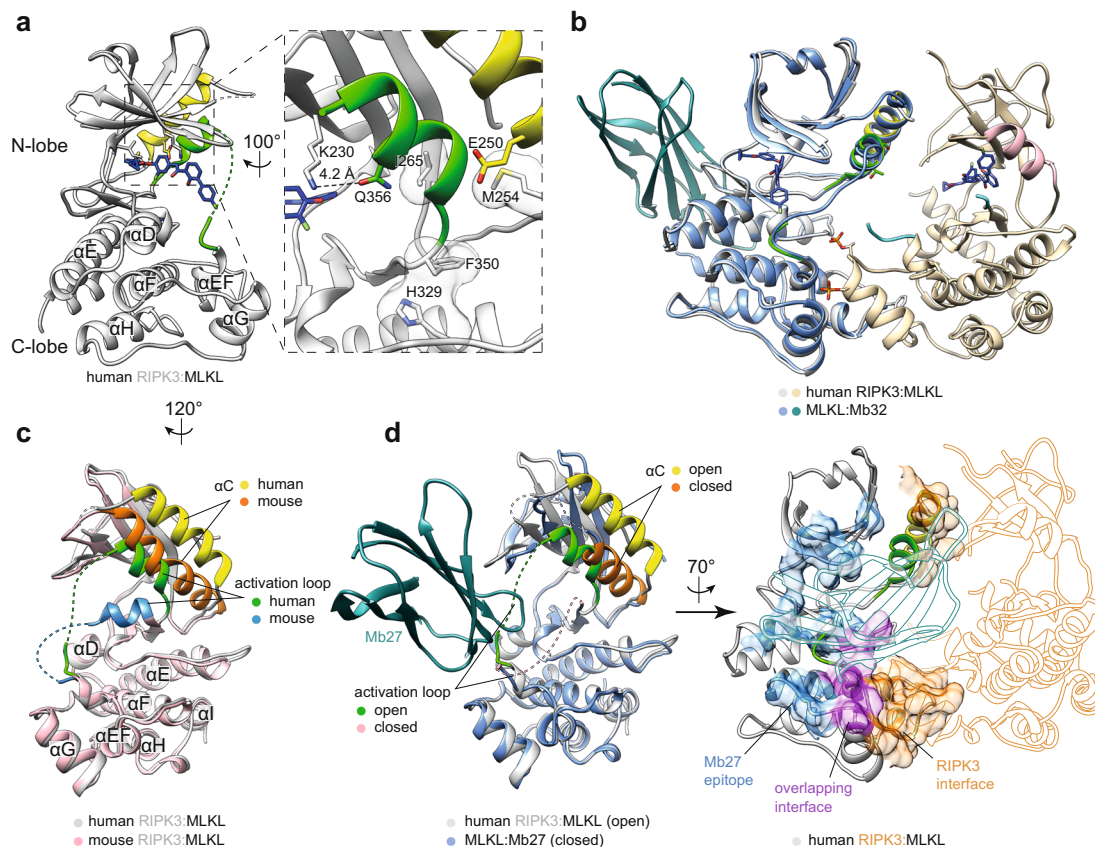 a
N-lobe
C-lobe
αD
αE
αF
αEF
αH
αG
human RIPK3:MLKL
100°
K230
4.2 Å
I265
E250
Q356
M254
F350
H329
b
human RIPK3:MLKL
MLKL:Mb32
120°
c
αC
human
mouse
activation loop
human
mouse
αD
αE
αF
αI
αG
αEF
αH
human RIPK3:MLKL
mouse RIPK3:MLKL
d
αC
open
closed
Mb27
activation loop
open
closed
human RIPK3:MLKL (open)
MLKL:Mb27 (closed)
70°
Mb27
epitope
overlapping
interface
RIPK3
interface
human RIPK3:MLKL